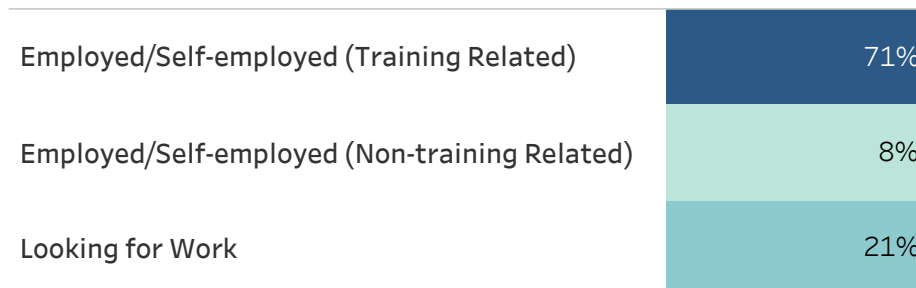 Employed/Self-employed (Training Related) 71%
Employed/Self-employed (Non-training Related) 8%
Looking for Work 21%